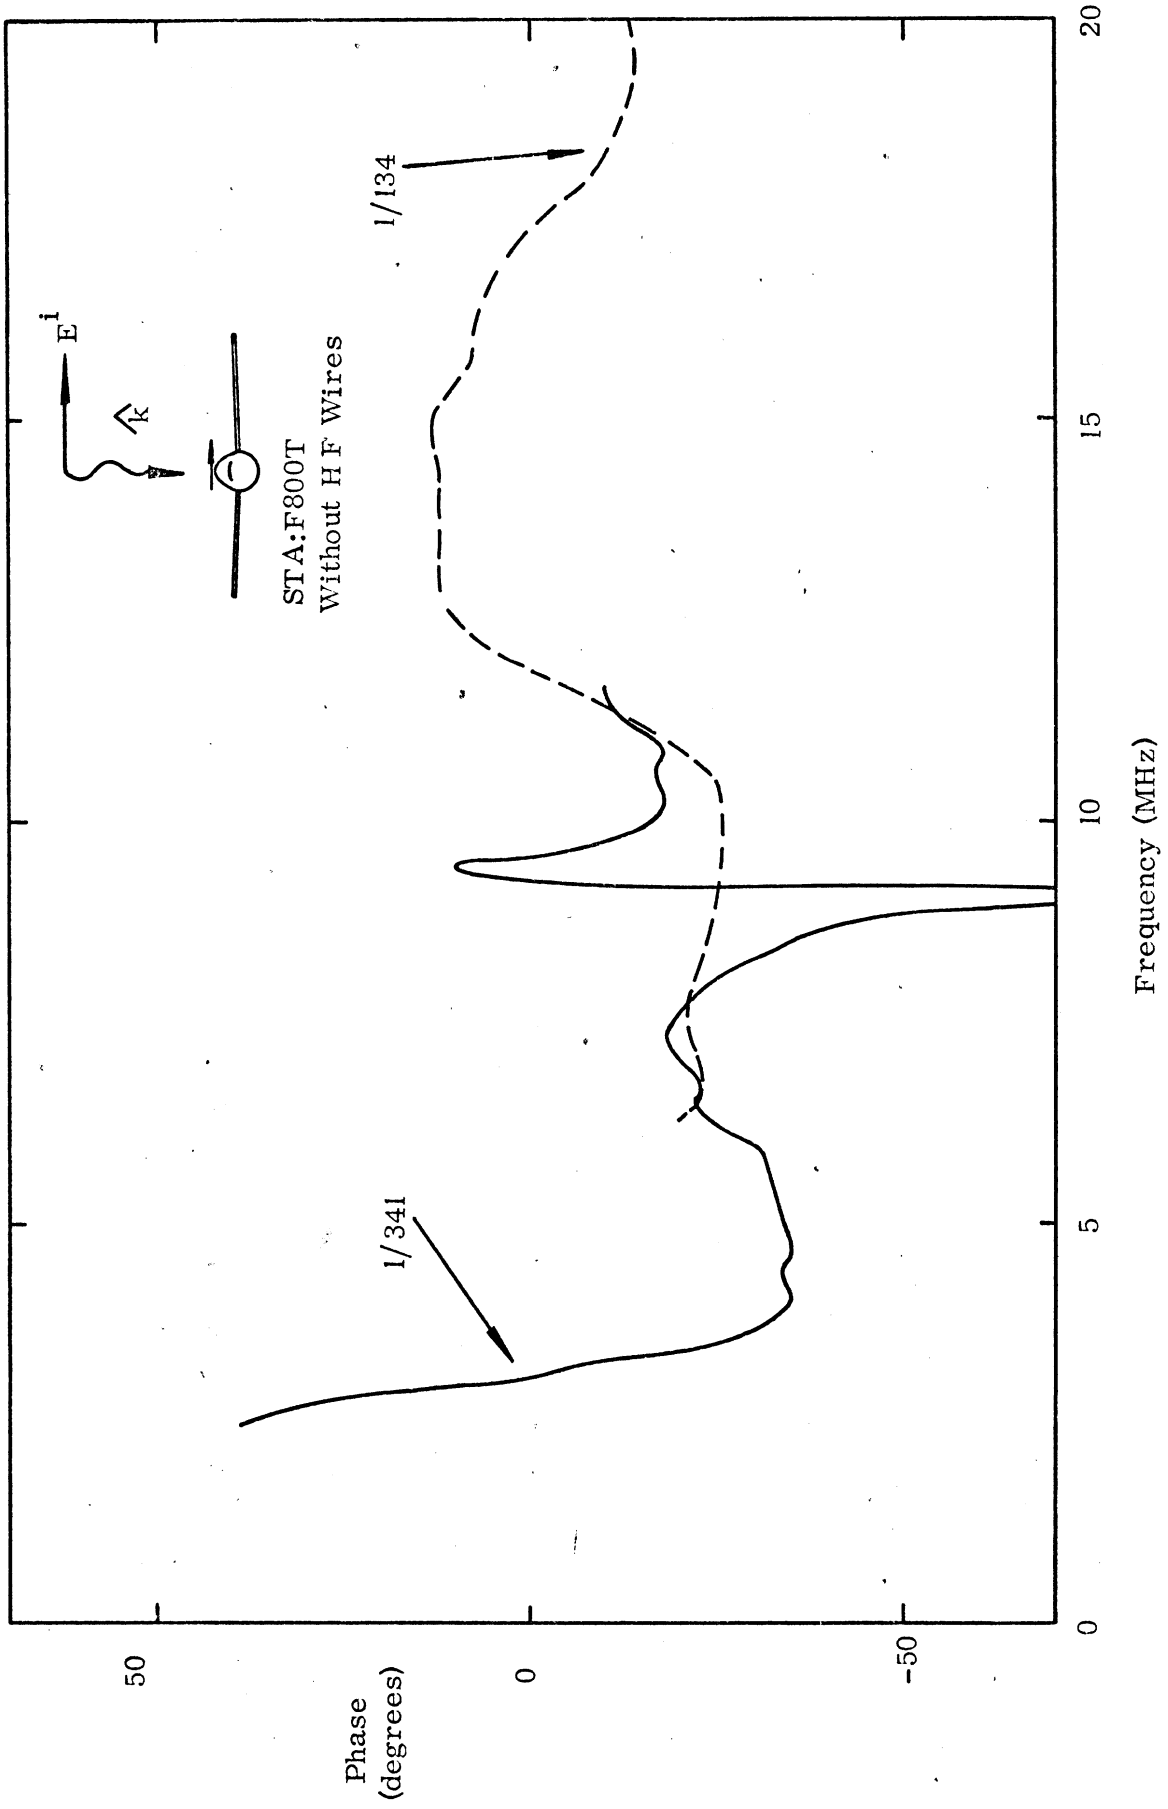 E^i
k̂
STA:F800T
Without H F Wires
1/341
1/134
50
0
-50
Phase
(degrees)
0
5
10
15
20
Frequency (MHz)